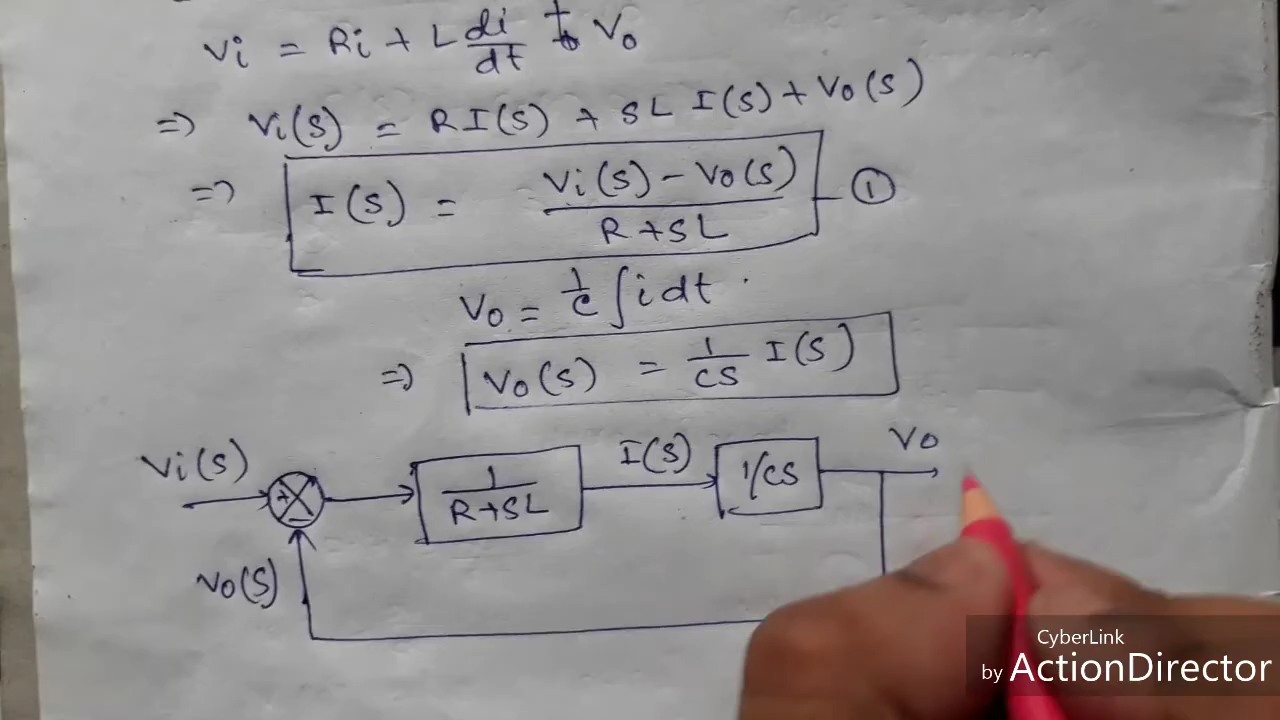 Vi = Ri + L di/dt + Vo
=> Vi(s) = RI(s) + SL I(s) + Vo(s)
=> I(s) = Vi(s) - Vo(s) / R+SL — ①
Vo = 1/C ∫ i dt .
=> Vo(s) = 1/CS I(s)
Vi(s) + − 1/R+SL I(s) 1/CS Vo
Vo(s)
CyberLink
by ActionDirector